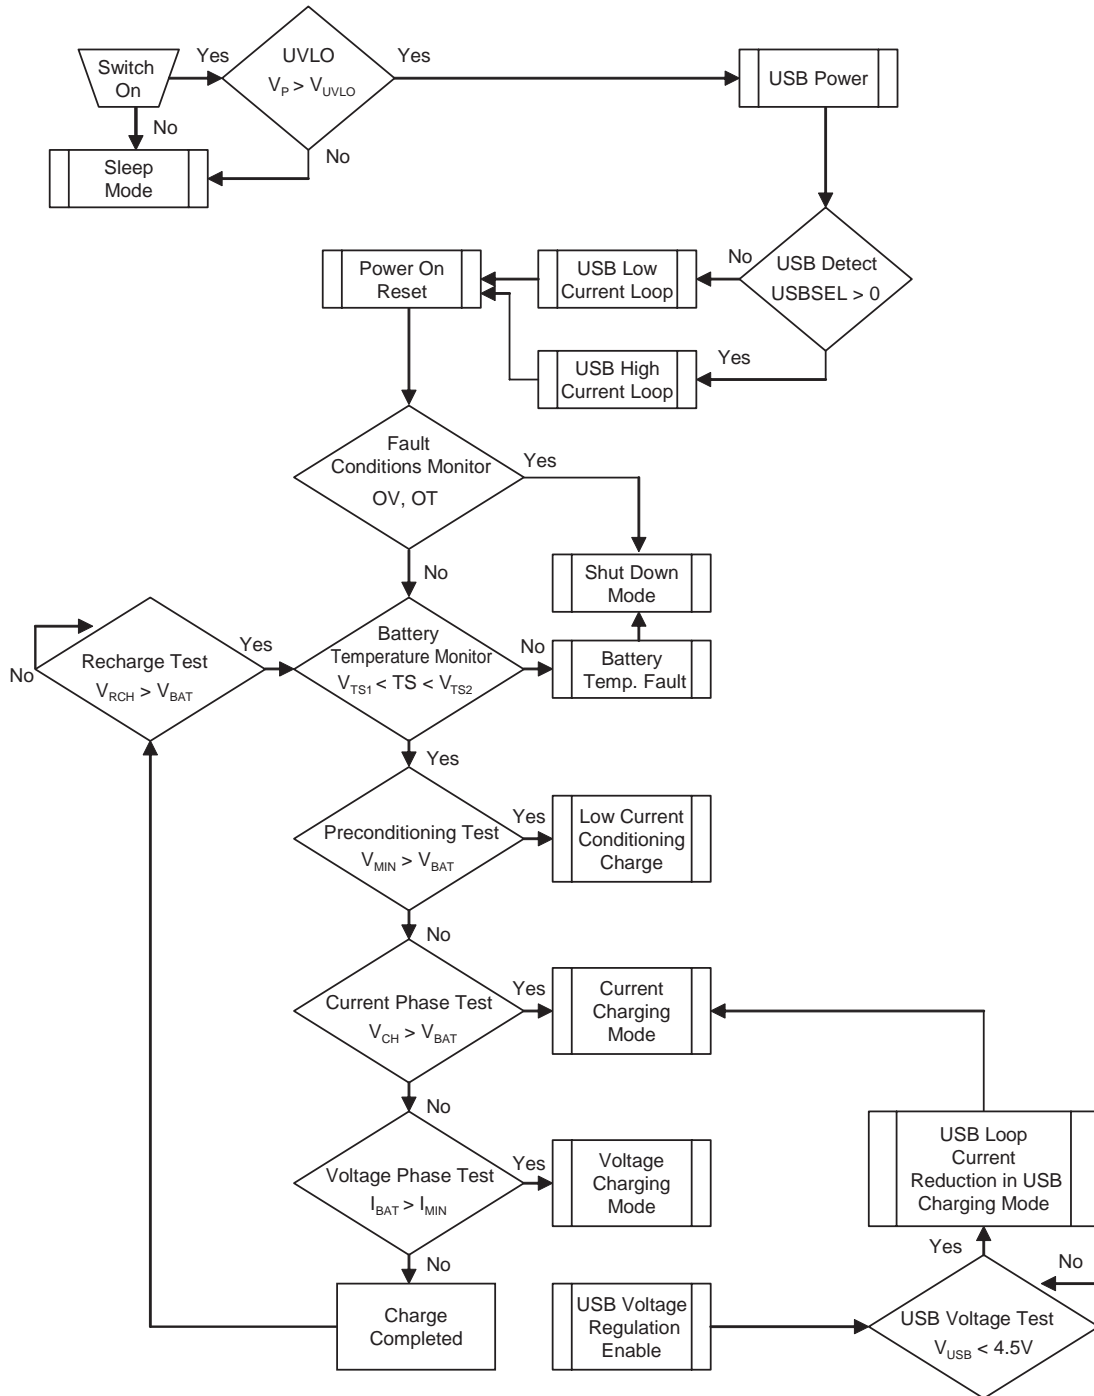 Switch
On
Yes
UVLO
V_P > V_UVLO
Yes
USB Power
No
No
Sleep
Mode
Power On
Reset
USB Low
Current Loop
No
USB Detect
USBSEL > 0
Yes
USB High
Current Loop
Fault
Conditions Monitor
OV, OT
Yes
No
Shut Down
Mode
Recharge Test
V_RCH > V_BAT
No
Yes
Battery
Temperature Monitor
V_TS1 < TS < V_TS2
No
Battery
Temp. Fault
Yes
Preconditioning Test
V_MIN > V_BAT
Yes
Low Current
Conditioning
Charge
No
Current Phase Test
V_CH > V_BAT
Yes
Current
Charging
Mode
No
Voltage Phase Test
I_BAT > I_MIN
Yes
Voltage
Charging
Mode
USB Loop
Current
Reduction in USB
Charging Mode
No
Yes
No
Charge
Completed
USB Voltage
Regulation
Enable
USB Voltage Test
V_USB < 4.5V